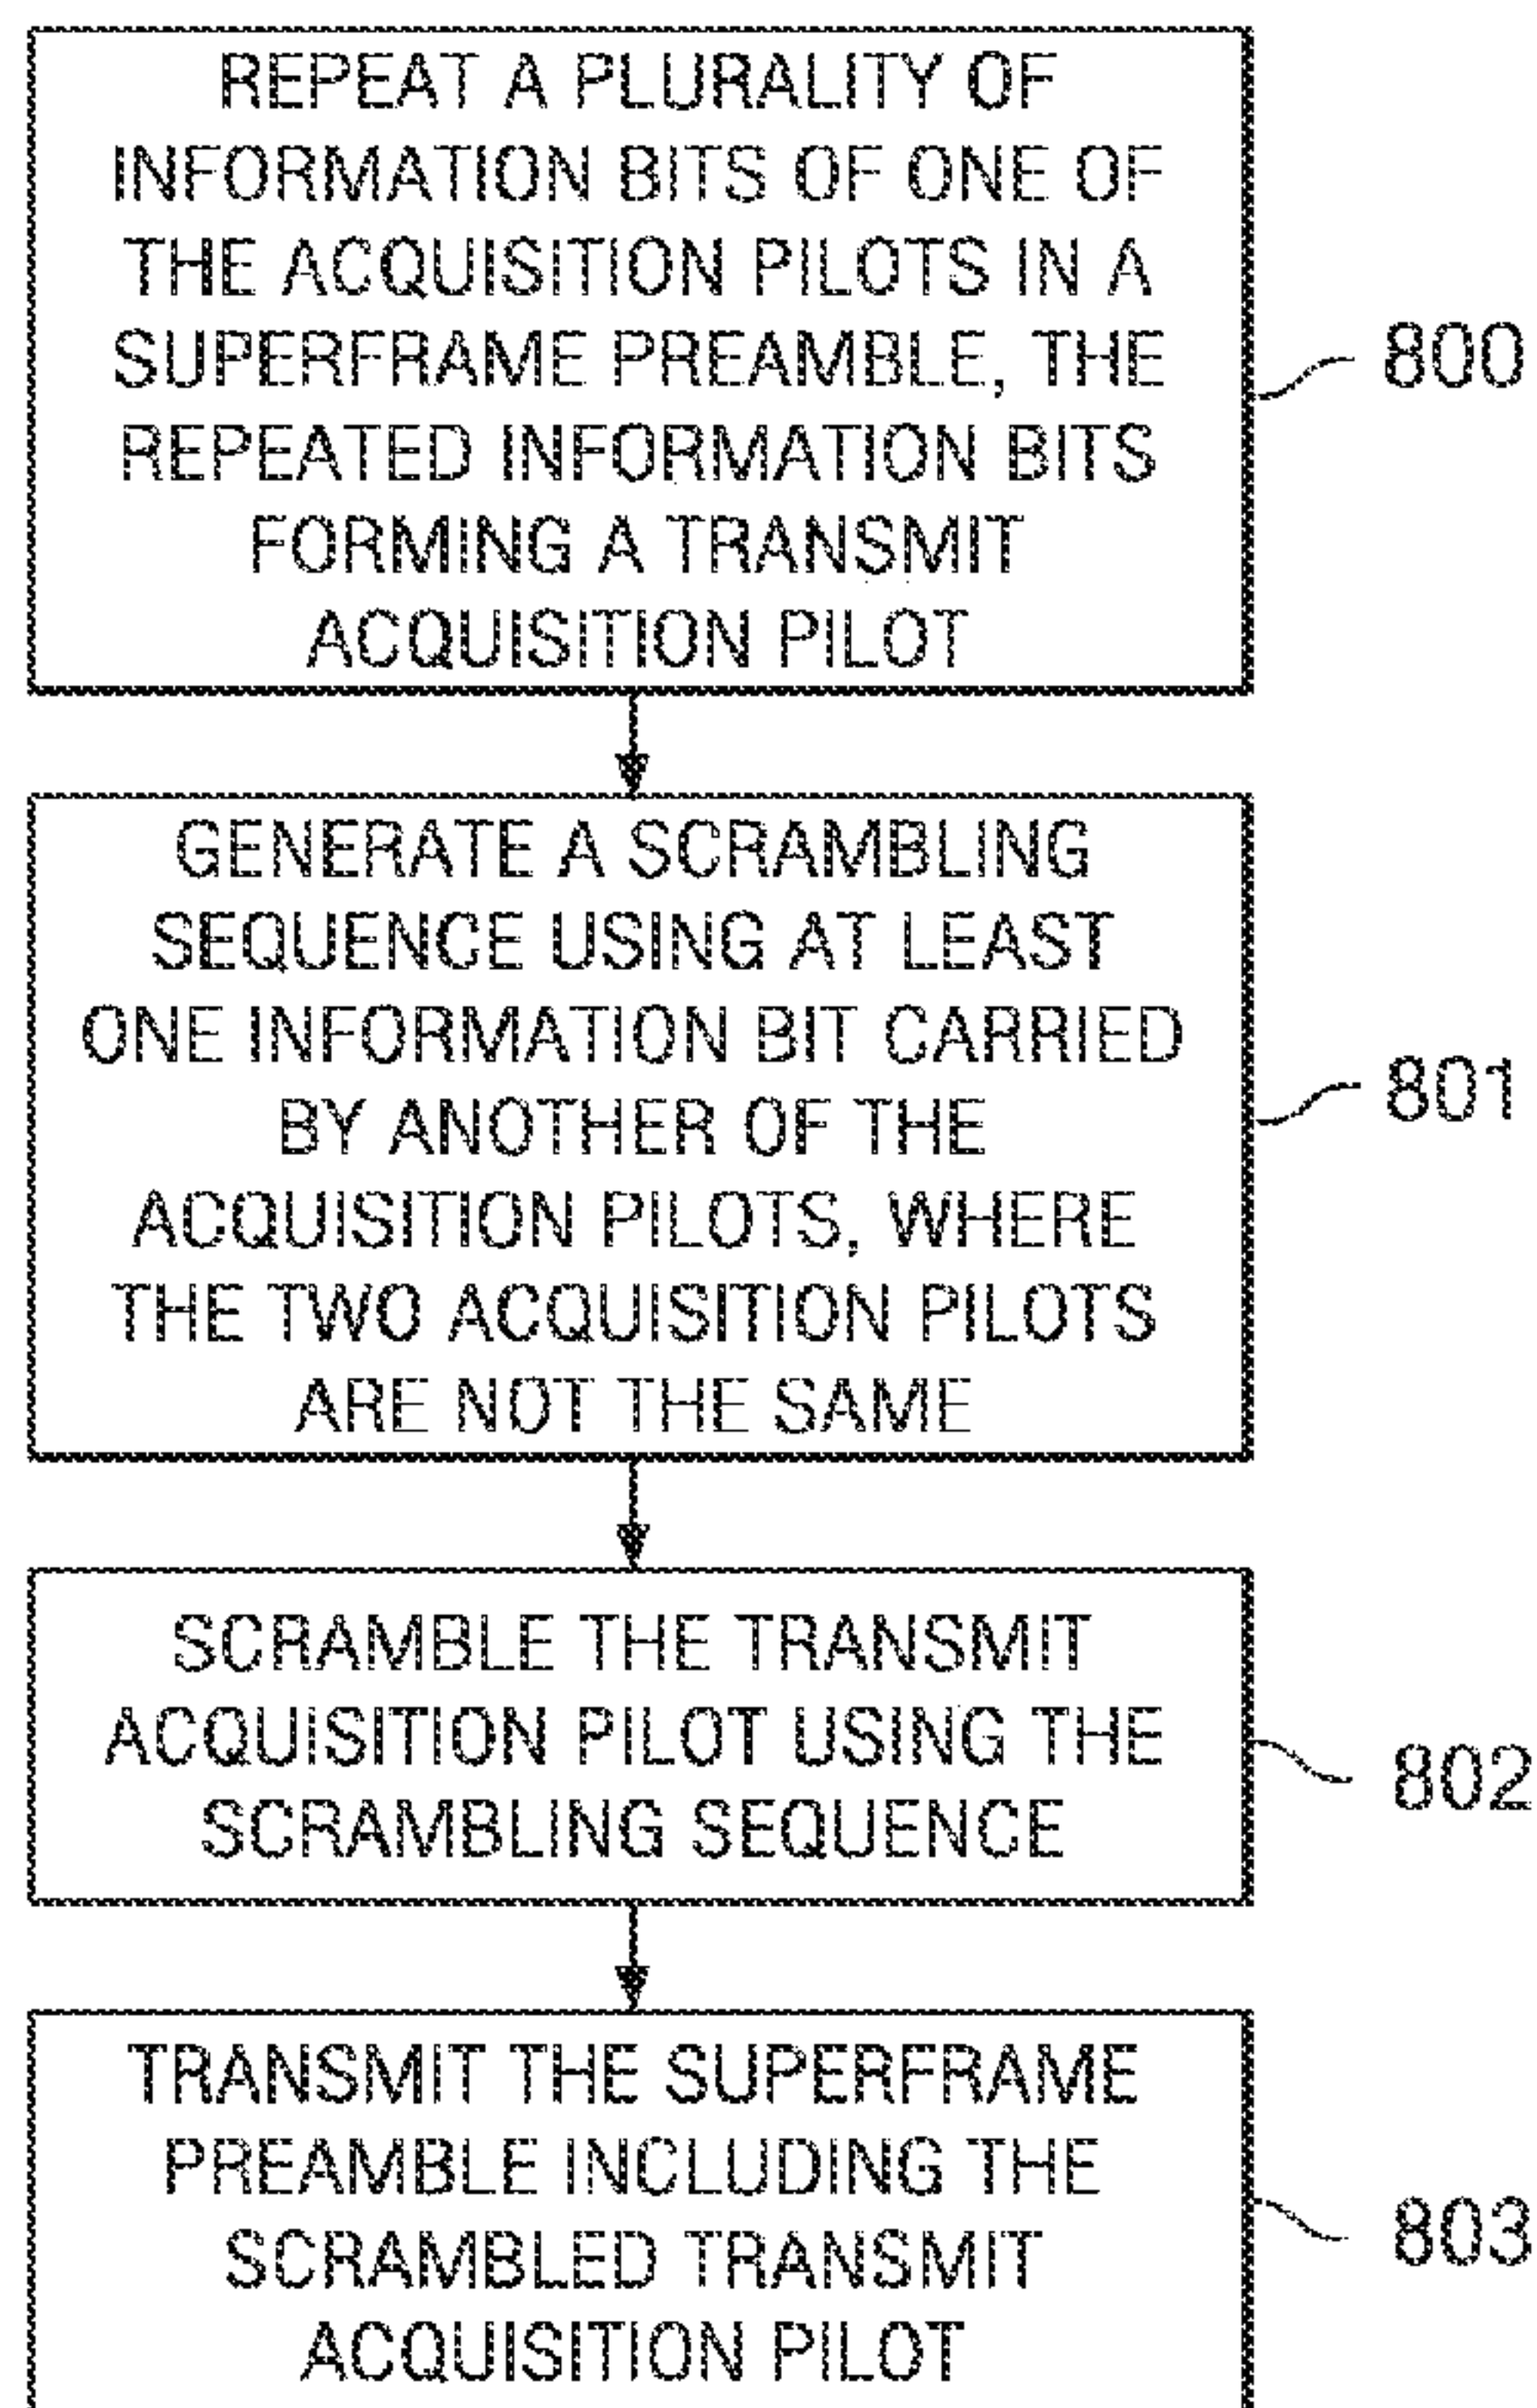 REPEAT A PLURALITY OF
INFORMATION BITS OF ONE OF
THE ACQUISITION PILOTS IN A
SUPERFRAME PREAMBLE, THE
REPEATED INFORMATION BITS
FORMING A TRANSMIT
ACQUISITION PILOT
800
GENERATE A SCRAMBLING
SEQUENCE USING AT LEAST
ONE INFORMATION BIT CARRIED
BY ANOTHER OF THE
ACQUISITION PILOTS, WHERE
THE TWO ACQUISITION PILOTS
ARE NOT THE SAME
801
SCRAMBLE THE TRANSMIT
ACQUISITION PILOT USING THE
SCRAMBLING SEQUENCE
802
TRANSMIT THE SUPERFRAME
PREAMBLE INCLUDING THE
SCRAMBLED TRANSMIT
ACQUISITION PILOT
803